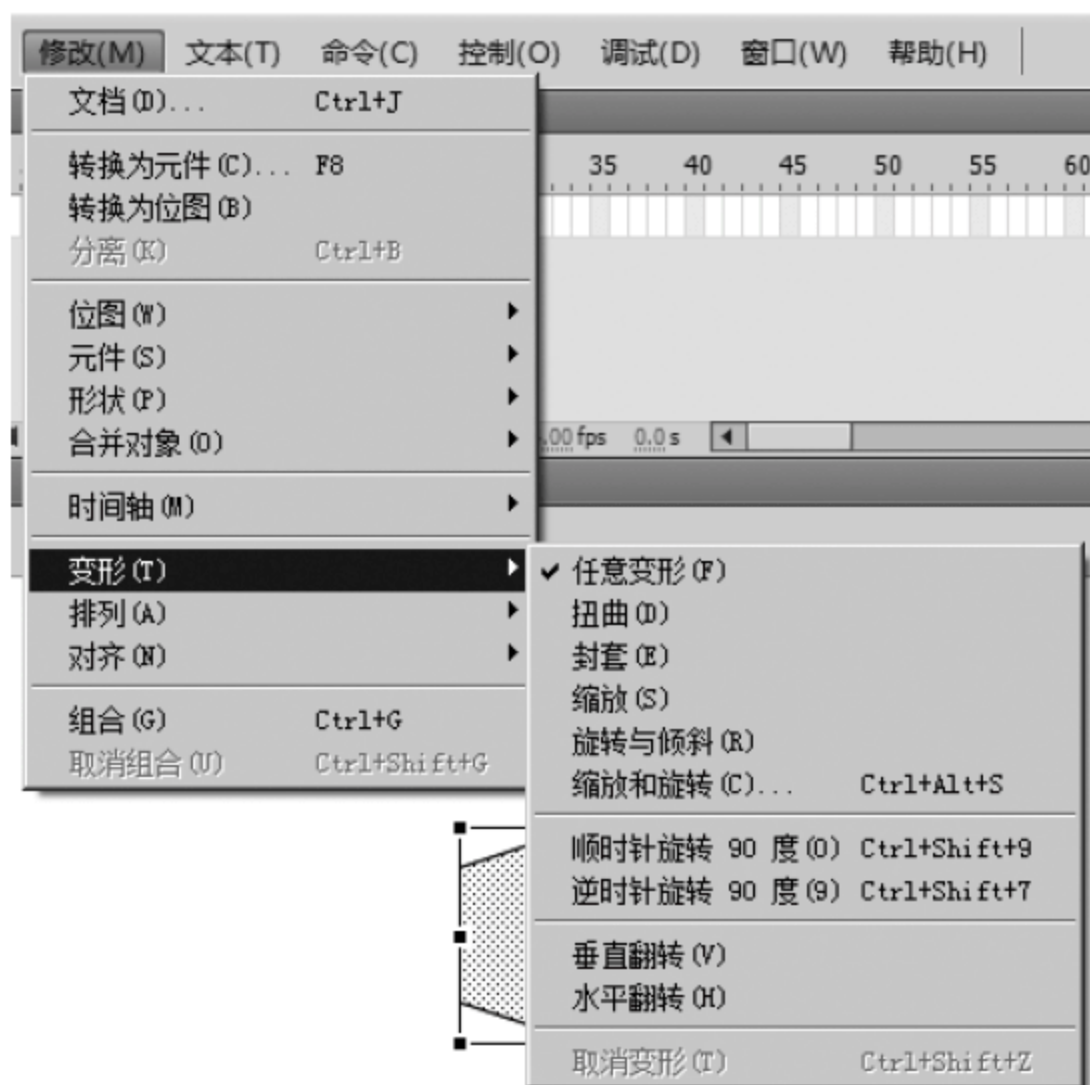 修改(M) 文本(T) 命令(C) 控制(O) 调试(D) 窗口(W) 帮助(H)
文档(D)... Ctrl+J
转换为元件(C)... F8
转换为位图(B)
分离(K) Ctrl+B
位图(W)
元件(S)
形状(P)
合并对象(O)
时间轴(M)
变形(T)
排列(A)
对齐(N)
组合(G) Ctrl+G
取消组合(U) Ctrl+Shift+G
35 40 45 50 55 60
.00 fps 0.0 s
任意变形(F)
扭曲(D)
封套(E)
缩放(S)
旋转与倾斜(R)
缩放和旋转(C)... Ctrl+Alt+S
顺时针旋转 90 度(0) Ctrl+Shift+9
逆时针旋转 90 度(9) Ctrl+Shift+7
垂直翻转(V)
水平翻转(H)
取消变形(T) Ctrl+Shift+Z